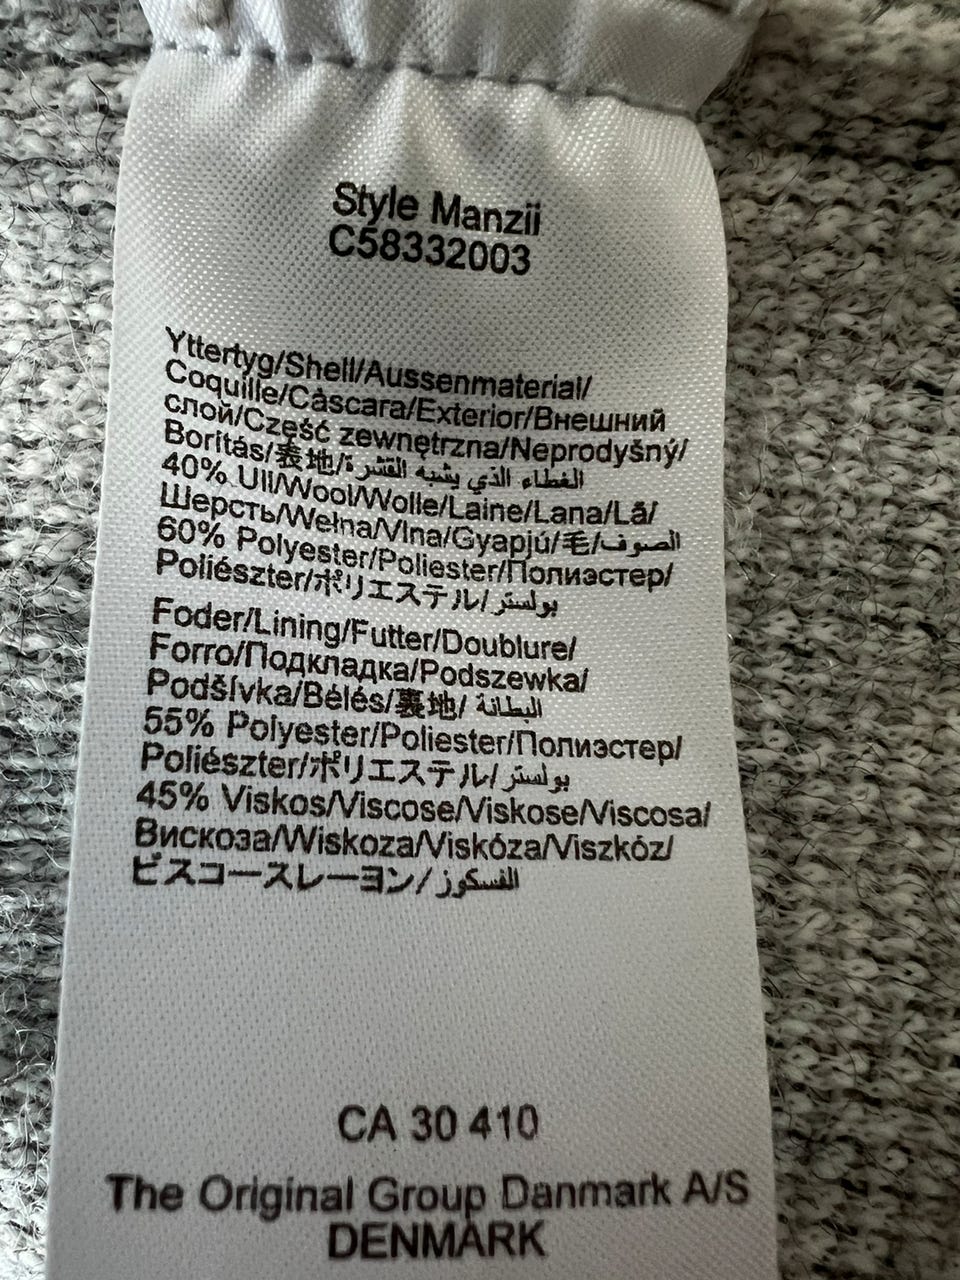 Style Manzii
C58332003
Yttertyg/Shell/Aussenmaterial/
Coquille/Cáscara/Exterior/Внешний
слой/Część zewnętrzna/Neprodyšný/
Borítás/表地/الغطاء الذي يشبه القشرة
40% Ull/Wool/Wolle/Laine/Lana/Lã/
Шерсть/Wełna/Vlna/Gyapjú/毛/الصوف
60% Polyester/Poliester/Полиэстер/
Poliészter/ポリエステル/بولستر
Foder/Lining/Futter/Doublure/
Forro/Подкладка/Podszewka/
Podšívka/Bélés/裏地/البطانة
55% Polyester/Poliester/Полиэстер/
Poliészter/ポリエステル/بولستر
45% Viskos/Viscose/Viskose/Viscosa/
Вискоза/Wiskoza/Viskóza/Viszkóz/
ビスコースレーヨン/الفسكوز
CA 30 410
The Original Group Danmark A/S
DENMARK